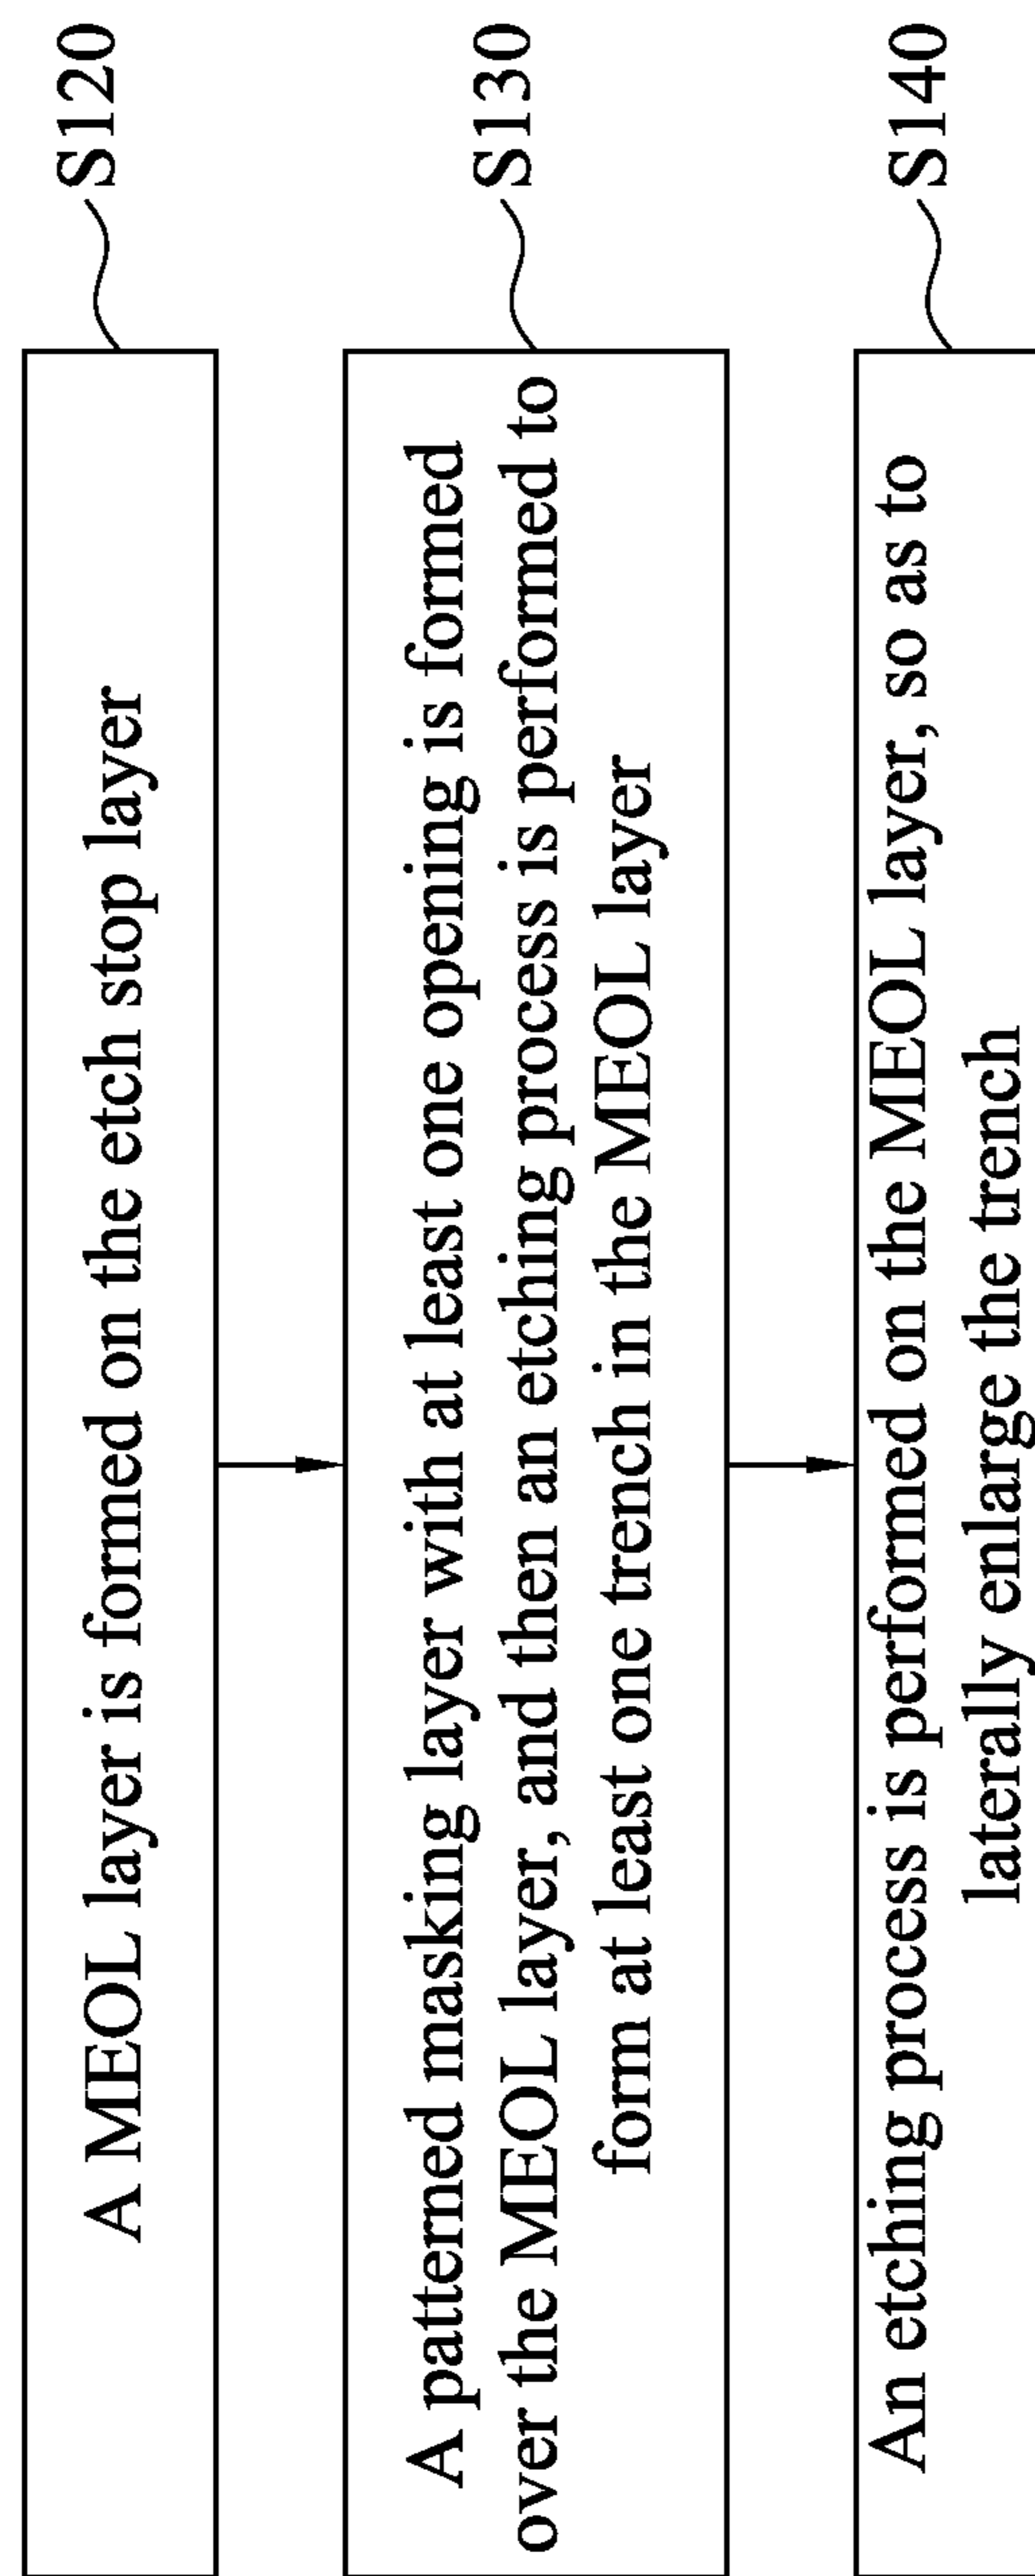 A MEOL layer is formed on the etch stop layer
S120
A patterned masking layer with at least one opening is formed
over the MEOL layer, and then an etching process is performed to
form at least one trench in the MEOL layer
S130
An etching process is performed on the MEOL layer, so as to
laterally enlarge the trench
S140